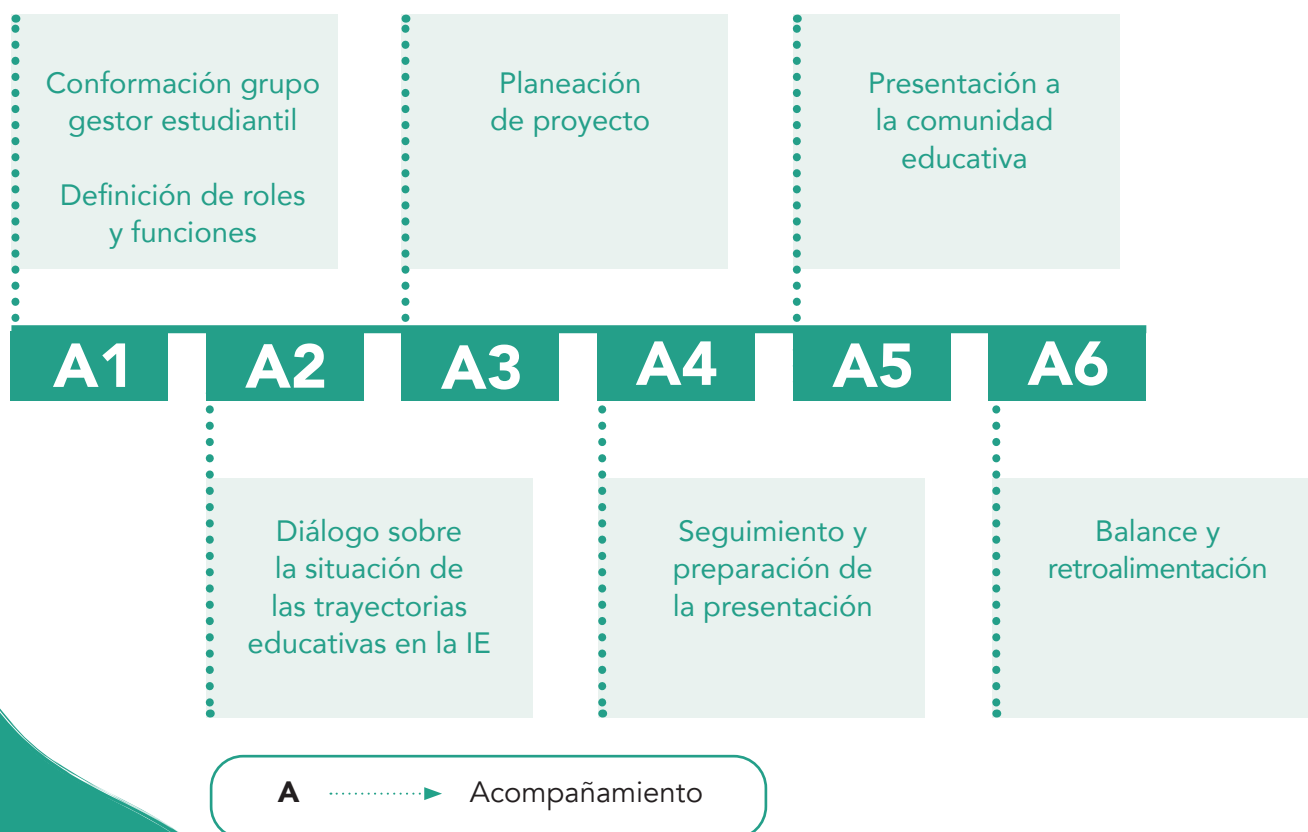 Conformación grupo
gestor estudiantil
Definición de roles
y funciones
Planeación
de proyecto
Presentación a
la comunidad
educativa
A1
A2
A3
A4
A5
A6
Diálogo sobre
la situación de
las trayectorias
educativas en la IE
Seguimiento y
preparación de
la presentación
Balance y
retroalimentación
A Acompañamiento